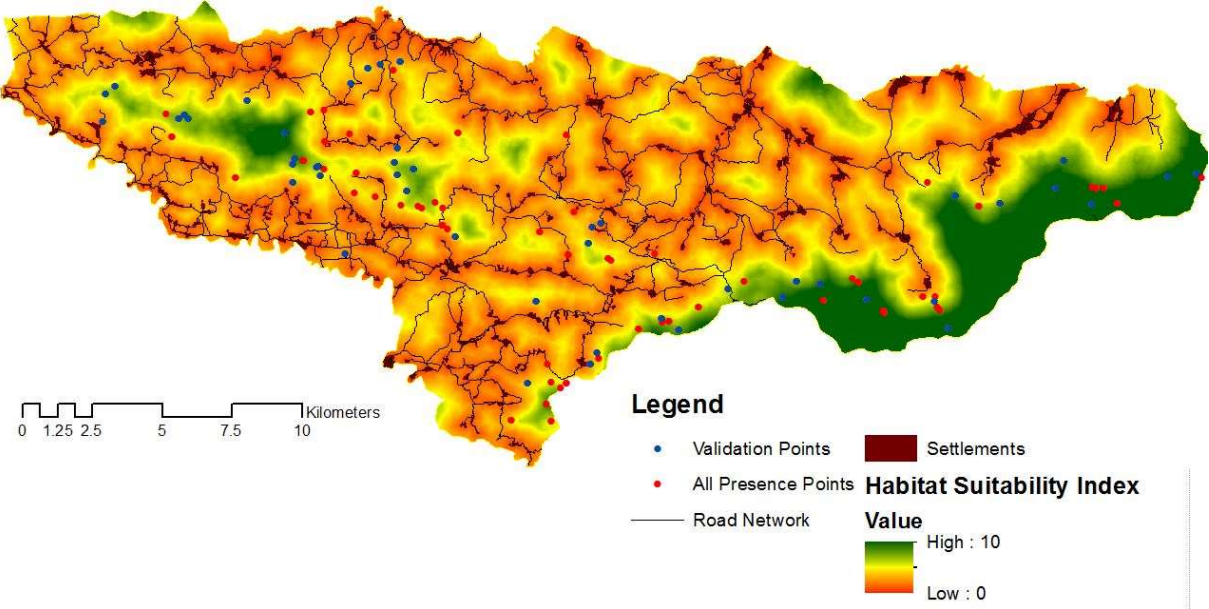 Kilometers
0 1.25 2.5 5 7.5 10
Legend
Validation Points
All Presence Points
Road Network
Settlements
Habitat Suitability Index
Value
High : 10
Low : 0